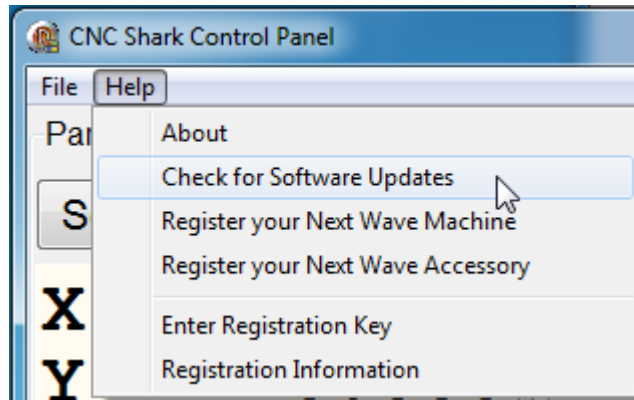 CNC Shark Control Panel
File Help
About
Check for Software Updates
Register your Next Wave Machine
Register your Next Wave Accessory
Enter Registration Key
Registration Information
X
Y